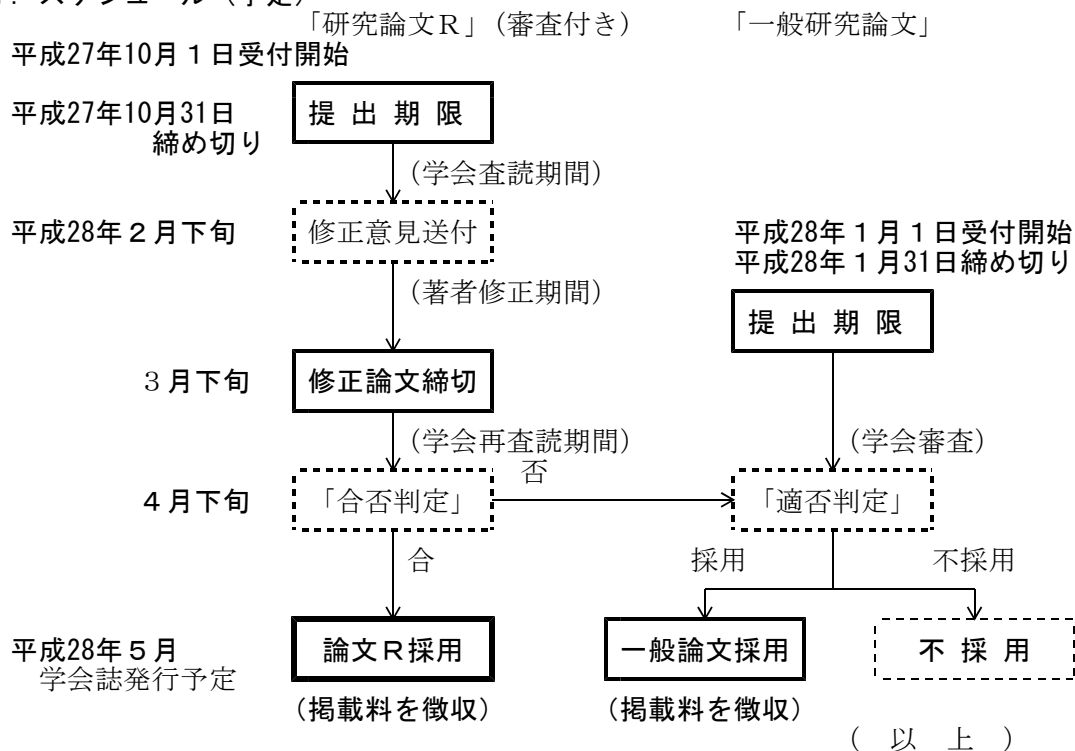 「研究論文Ｒ」（審査付き）　「一般研究論文」
平成27年10月１日受付開始
平成27年10月31日
締め切り
提 出 期 限
（学会査読期間）
平成28年２月下旬
修正意見送付
平成28年１月１日受付開始
平成28年１月31日締め切り
（著者修正期間）
提 出 期 限
３月下旬
修正論文締切
（学会再査読期間）
（学会審査）
否
４月下旬
「合否判定」
「適否判定」
合
採用
不採用
平成28年５月
学会誌発行予定
論文Ｒ採用
一般論文採用
不 採 用
（掲載料を徴収）
（掲載料を徴収）
（ 以 上 ）